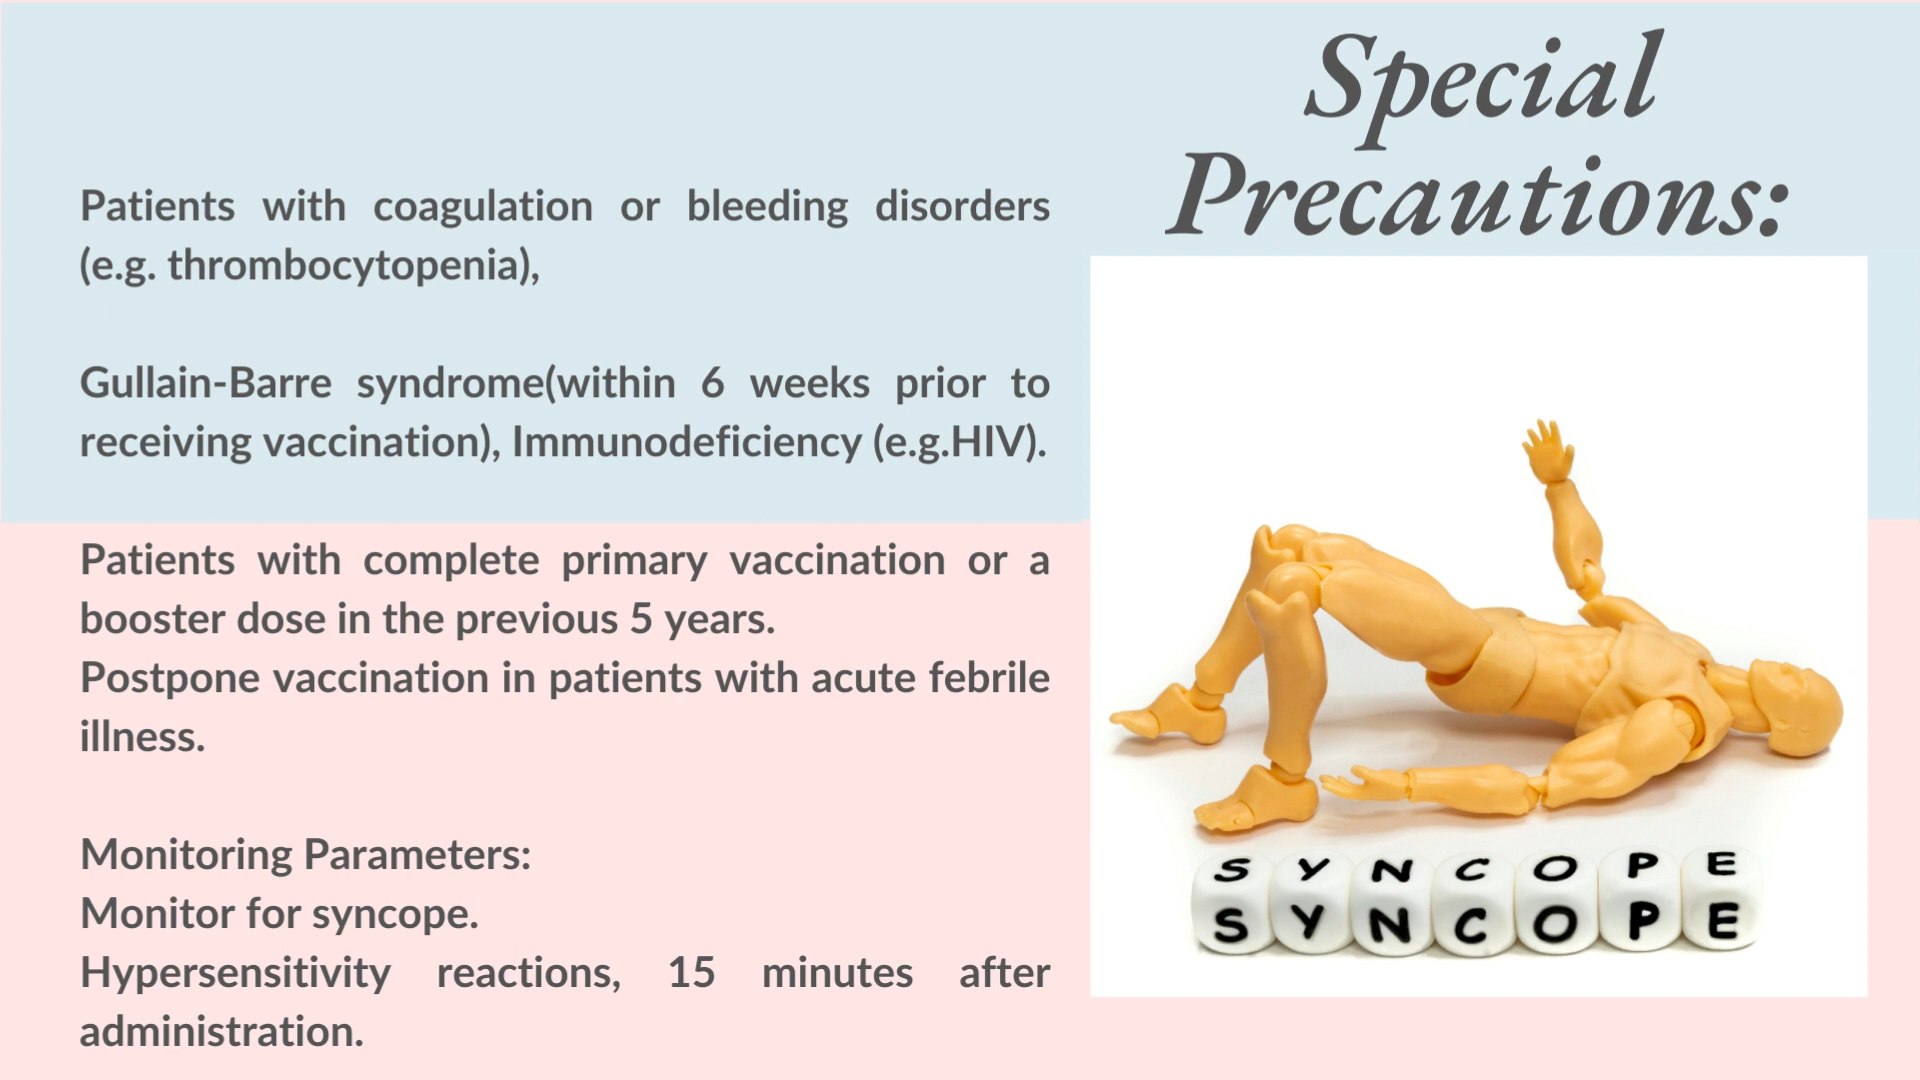 Special
Precautions:
Patients with coagulation or bleeding disorders
(e.g. thrombocytopenia),
Gullain-Barre syndrome(within 6 weeks prior to
receiving vaccination), Immunodeficiency (e.g.HIV).
Patients with complete primary vaccination or a
booster dose in the previous 5 years.
Postpone vaccination in patients with acute febrile
illness.
Monitoring Parameters:
Monitor for syncope.
Hypersensitivity reactions, 15 minutes after
administration.
SYNCOPE
SYNCOPE